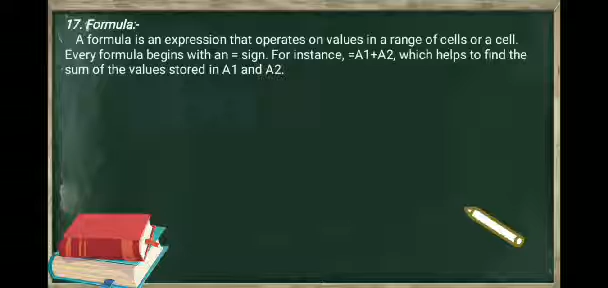 17. Formula:-
A formula is an expression that operates on values in a range of cells or a cell.
Every formula begins with an = sign. For instance, =A1+A2, which helps to find the
sum of the values stored in A1 and A2.